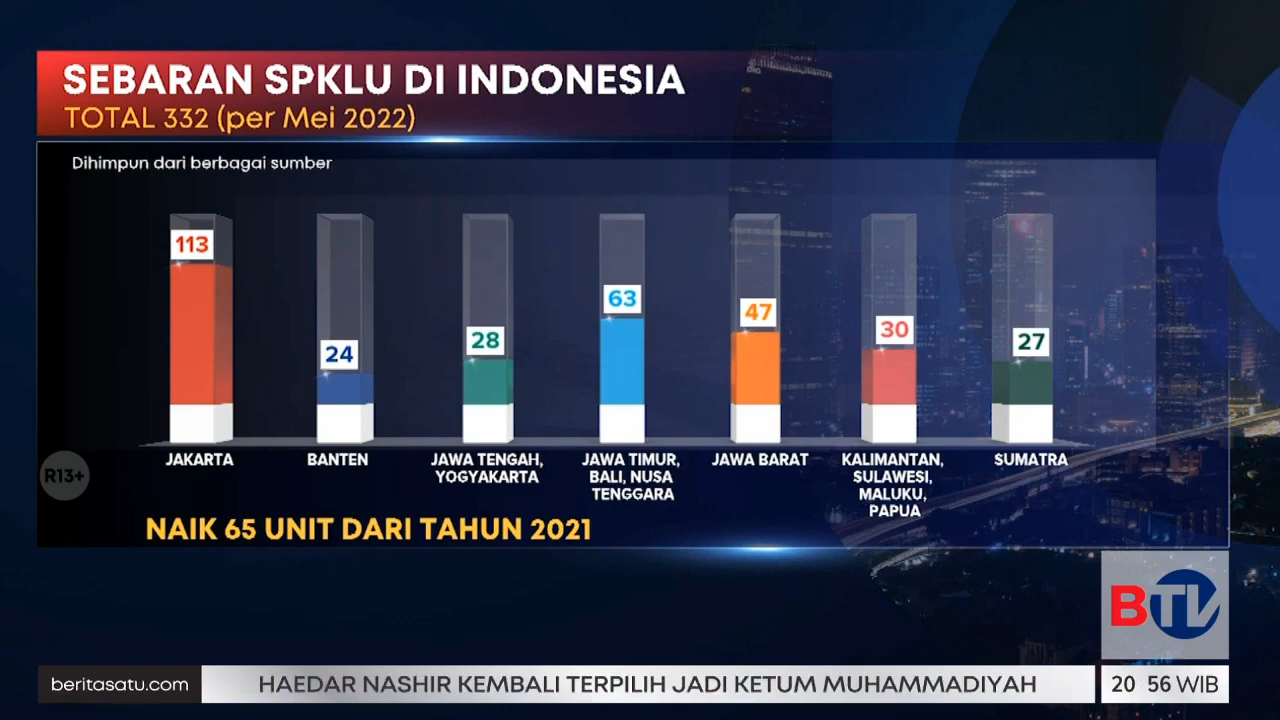 SEBARAN SPKLU DI INDONESIA
TOTAL 332 (per Mei 2022)
Dihimpun dari berbagai sumber
113
24
28
63
47
30
27
JAKARTA
BANTEN
JAWA TENGAH,
YOGYAKARTA
JAWA TIMUR,
BALI, NUSA
TENGGARA
JAWA BARAT
KALIMANTAN,
SULAWESI,
MALUKU,
PAPUA
SUMATRA
R13+
NAIK 65 UNIT DARI TAHUN 2021
BTV
beritasatu.com
HAEDAR NASHIR KEMBALI TERPILIH JADI KETUM MUHAMMADIYAH
20 56 WIB